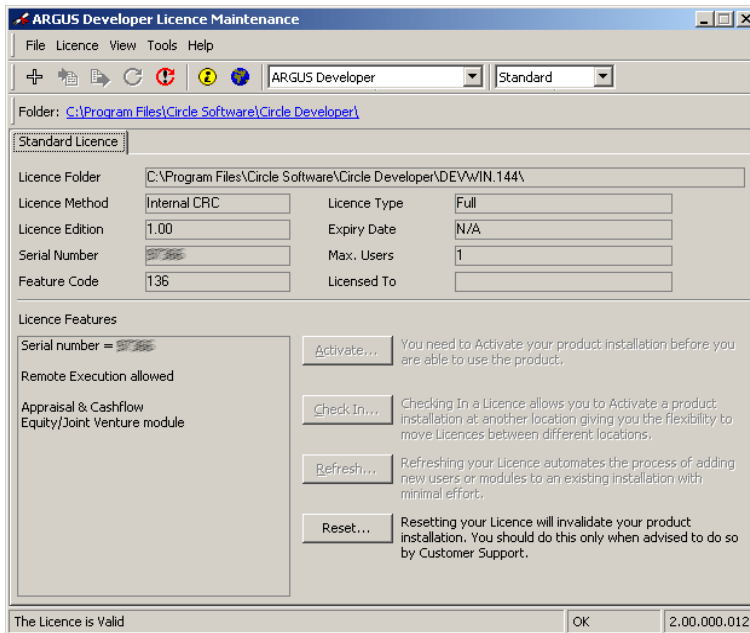 ARGUS Developer Licence Maintenance
File Licence View Tools Help
ARGUS Developer Standard
Folder: C:\Program Files\Circle Software\Circle Developer\
Standard Licence
Licence Folder C:\Program Files\Circle Software\Circle Developer\DEVWIN.144\
Licence Method Internal CRC Licence Type Full
Licence Edition 1.00 Expiry Date N/A
Serial Number Max. Users 1
Feature Code 136 Licensed To
Licence Features
Serial number =
Remote Execution allowed
Appraisal & Cashflow
Equity/Joint Venture module
Activate... You need to Activate your product installation before you
are able to use the product.
Check In... Checking In a Licence allows you to Activate a product
installation at another location giving you the flexibility to
move Licences between different locations.
Refresh... Refreshing your Licence automates the process of adding
new users or modules to an existing installation with
minimal effort.
Reset... Resetting your Licence will invalidate your product
installation. You should do this only when advised to do so
by Customer Support.
The Licence is Valid OK 2.00.000.012